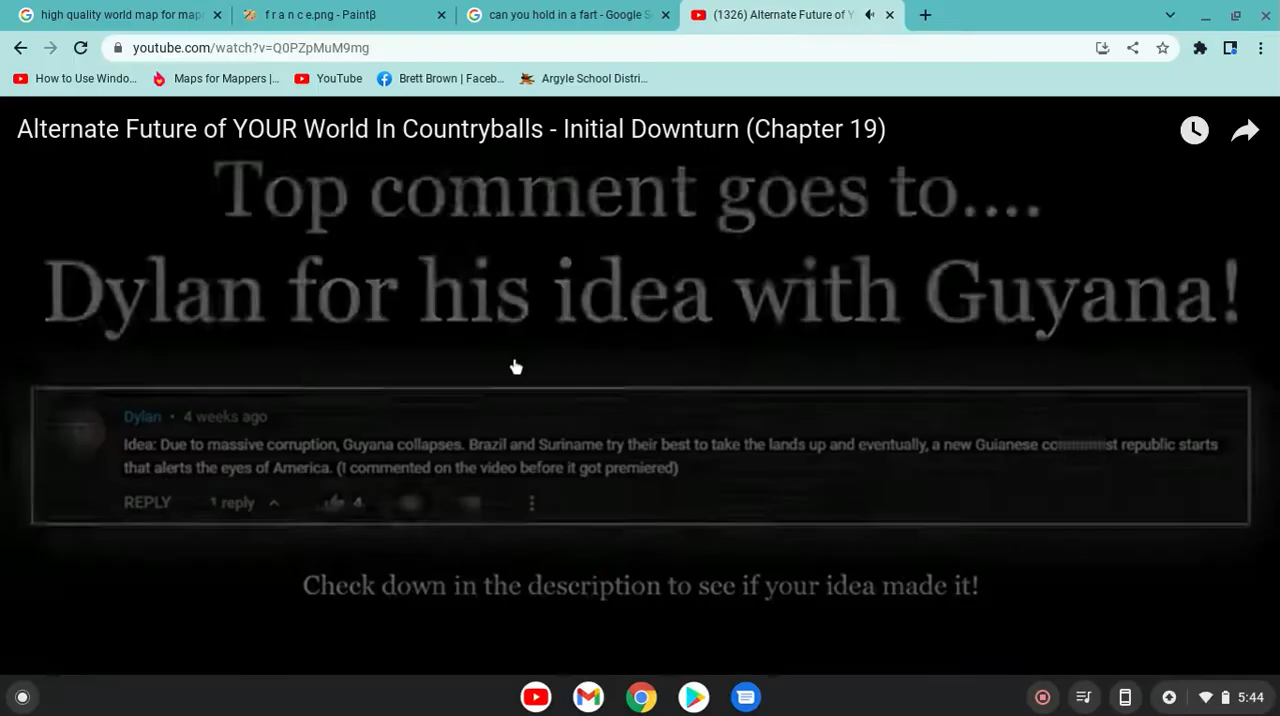 high quality world map for mapp
f r a n c e.png - Paintβ
can you hold in a fart - Google S
(1326) Alternate Future of Y
youtube.com/watch?v=Q0PZpMuM9mg
How to Use Windo...
Maps for Mappers |...
YouTube
Brett Brown | Faceb...
Argyle School Distri...
Alternate Future of YOUR World In Countryballs - Initial Downturn (Chapter 19)
Top comment goes to....
Dylan for his idea with Guyana!
Dylan • 4 weeks ago
Idea: Due to massive corruption, Guyana collapses. Brazil and Suriname try their best to take the lands up and eventually, a new Guianese republic starts
that alerts the eyes of America. (I commented on the video before it got premiered)
REPLY 1 reply 4
Check down in the description to see if your idea made it!
5:44